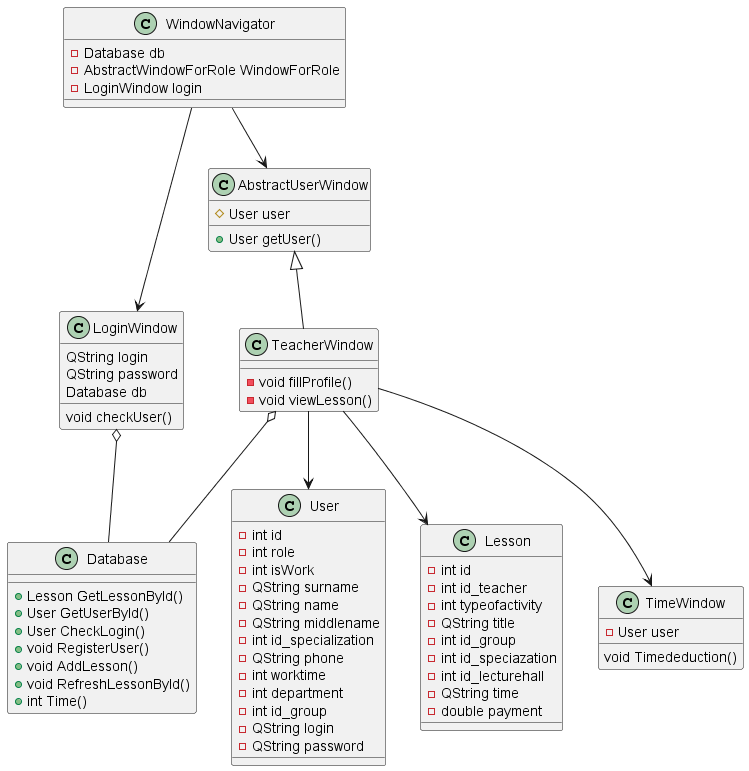 WindowNavigator
Database db
AbstractWindowForRole WindowForRole
LoginWindow login
AbstractUserWindow
User user
User getUser()
LoginWindow
QString login
QString password
Database db
void checkUser()
TeacherWindow
void fillProfile()
void viewLesson()
Database
Lesson GetLessonById()
User GetUserById()
User CheckLogin()
void RegisterUser()
void AddLesson()
void RefreshLessonById()
int Time()
User
int id
int role
int isWork
QString surname
QString name
QString middlename
int id_specialization
QString phone
int worktime
int department
int id_group
QString login
QString password
Lesson
int id
int id_teacher
int typeofactivity
QString title
int id_group
int id_speciazation
int id_lecturehall
QString time
double payment
TimeWindow
User user
void Timededuction()